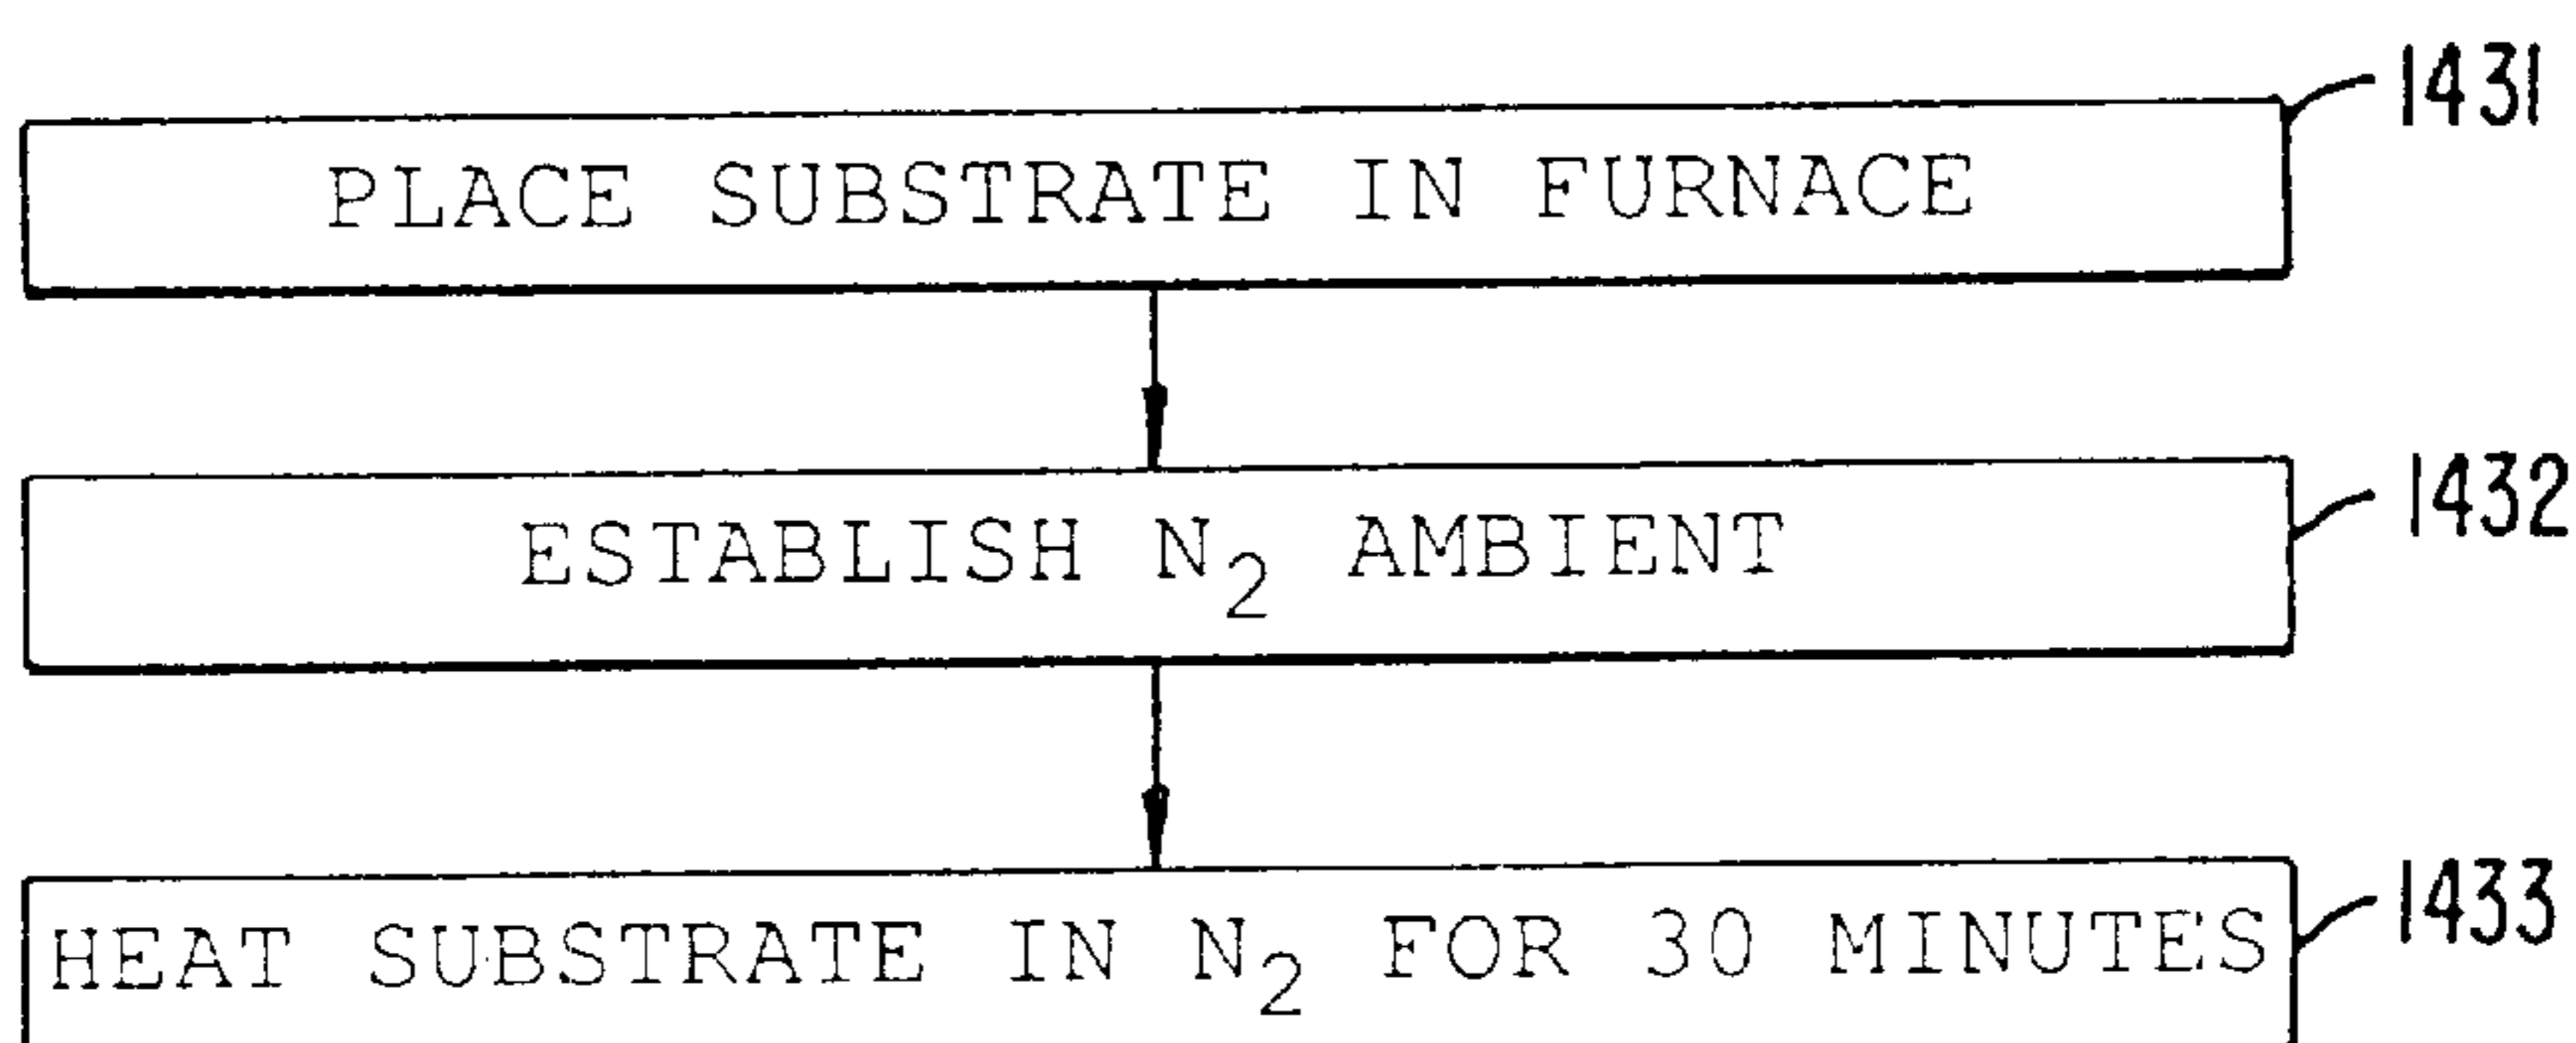 1431
PLACE SUBSTRATE IN FURNACE
1432
ESTABLISH N₂ AMBIENT
1433
HEAT SUBSTRATE IN N₂ FOR 30 MINUTES